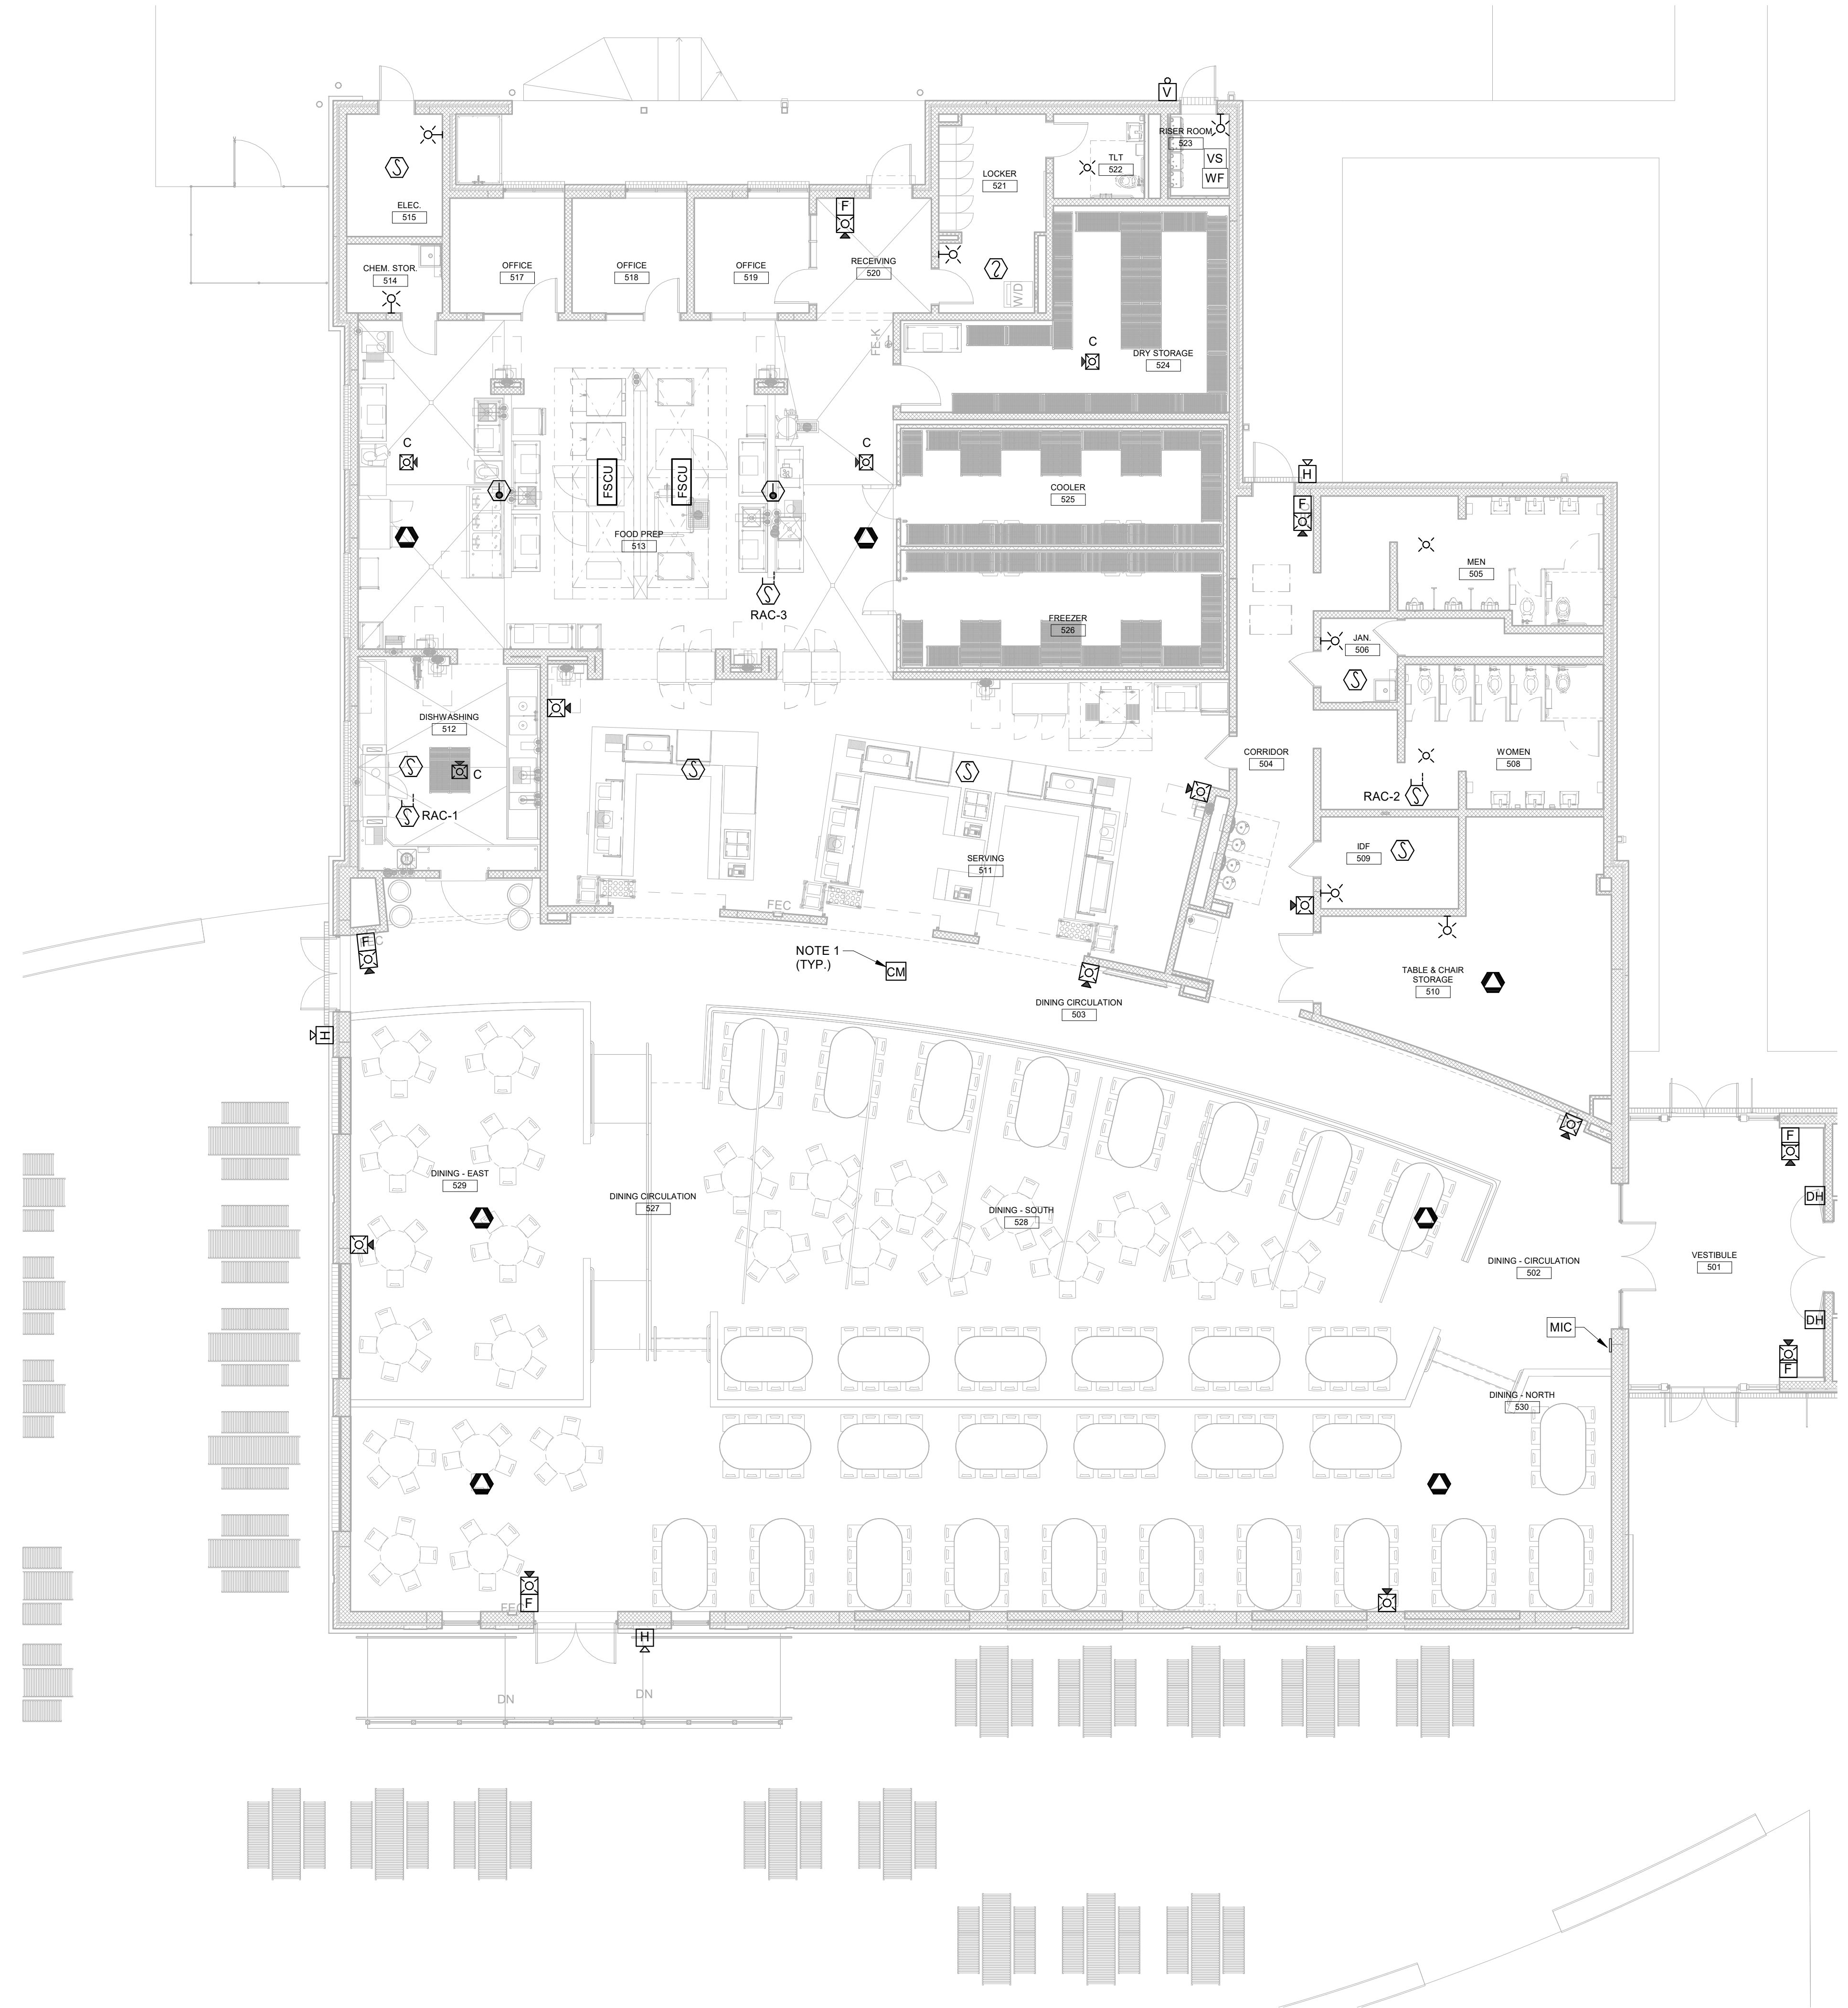 V
RISER ROOM
523
VS
WF
TLT
522
LOCKER
521
ELEC.
515
F
CHEM. STOR.
514
OFFICE
517
OFFICE
518
OFFICE
519
RECEIVING
520
W/D
FE-K
C
DRY STORAGE
524
C
C
FSCU
FSCU
COOLER
525
H
F
FOOD PREP
513
MEN
505
RAC-3
FREEZER
526
JAN.
506
DISHWASHING
512
C
RAC-1
CORRIDOR
504
WOMEN
508
RAC-2
SERVING
511
IDF
509
FEC
F
FEC
NOTE 1
(TYP.)
CM
TABLE & CHAIR
STORAGE
510
DINING CIRCULATION
503
H
F
DINING - EAST
529
DINING CIRCULATION
527
DINING - SOUTH
528
DH
DINING - CIRCULATION
502
VESTIBULE
501
MIC
DH
F
DINING - NORTH
530
F
FEC
H
DN
DN